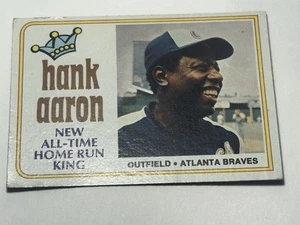 hank
aaron
NEW
ALL-TIME
HOME RUN
KING
OUTFIELD • ATLANTA BRAVES